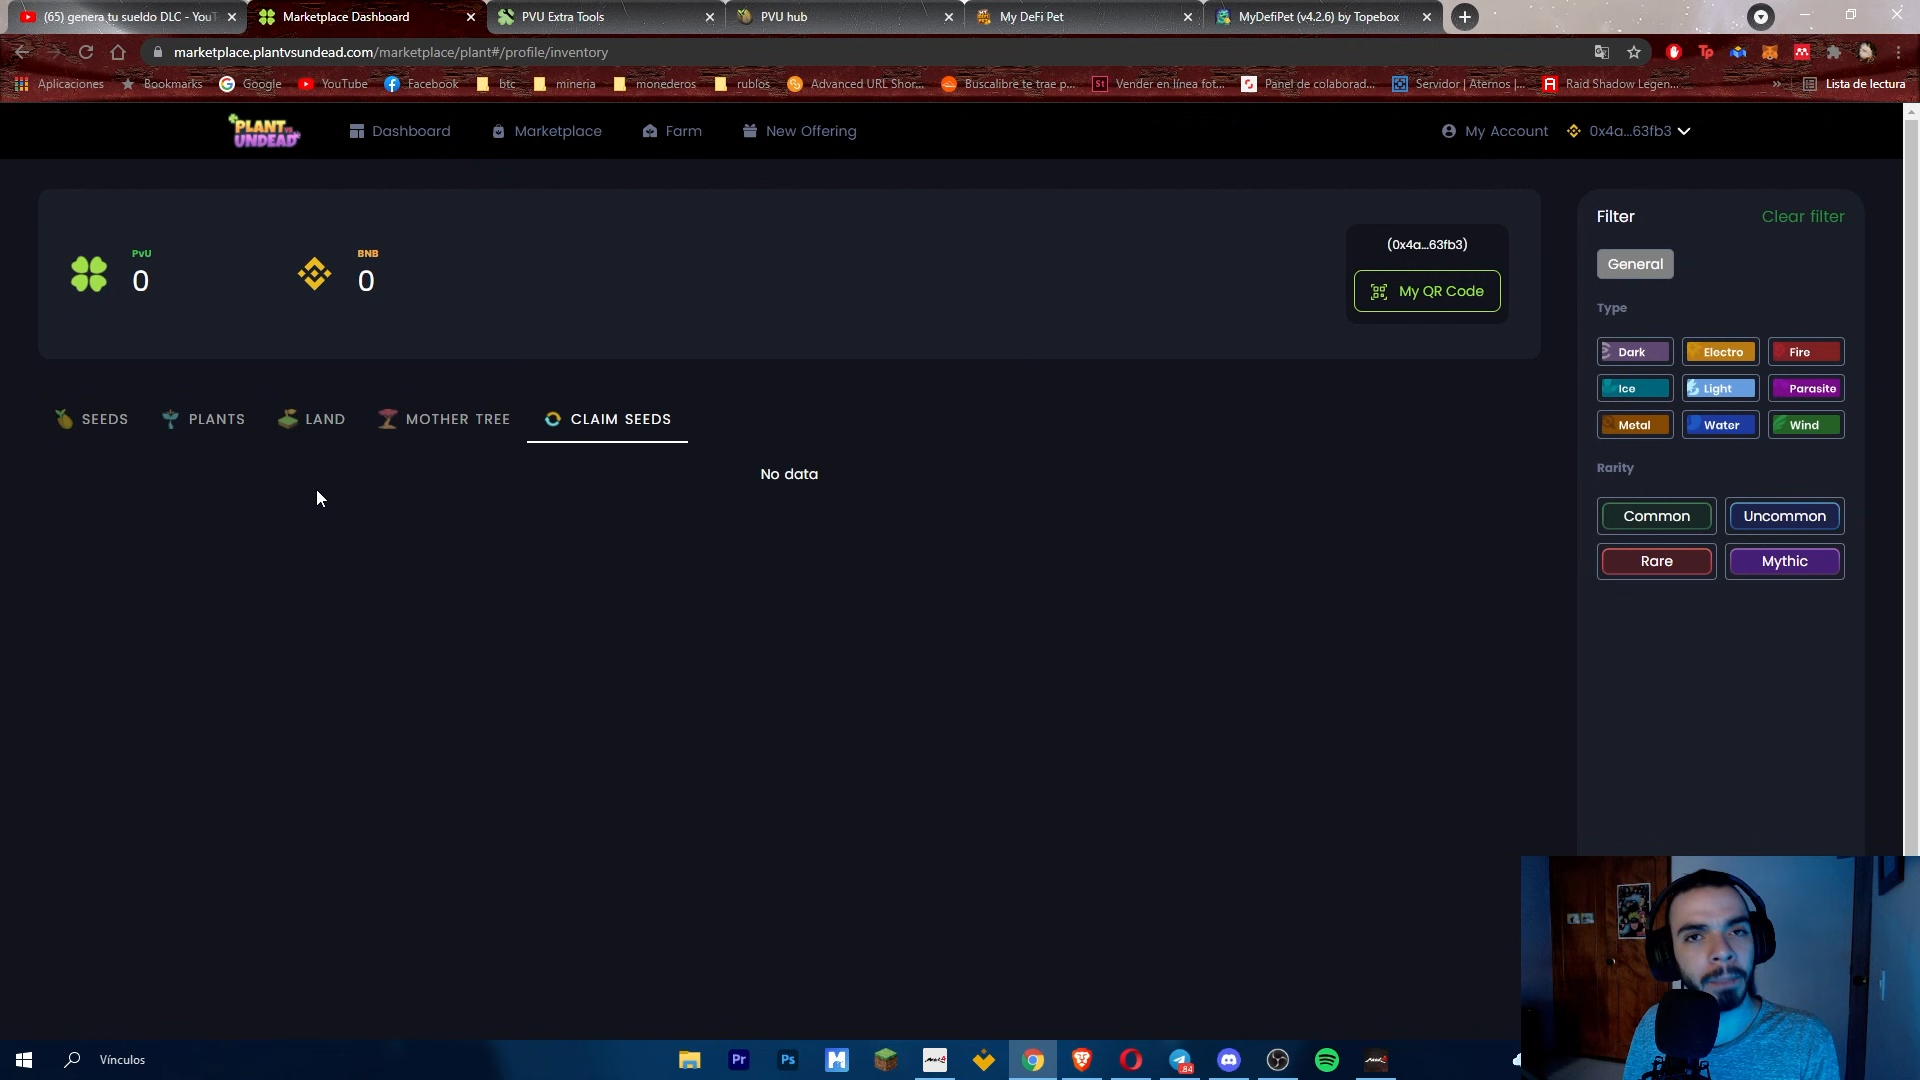 (65) genera tu sueldo DLC - YouT
Marketplace Dashboard
PVU Extra Tools
PVU hub
My DeFi Pet
MyDefiPet (v4.2.6) by Topebox
marketplace.plantvsundead.com/marketplace/plant#/profile/inventory
Aplicaciones
Bookmarks
Google
YouTube
Facebook
btc
mineria
monederos
rublos
Advanced URL Shor...
Buscalibre te trae p...
Vender en línea fot...
Panel de colaborad...
Servidor | Aternos |...
Raid Shadow Legen...
Lista de lectura
PLANT VS UNDEAD
Dashboard
Marketplace
Farm
New Offering
My Account
0x4a...63fb3
PvU
0
BNB
0
(0x4a...63fb3)
My QR Code
SEEDS
PLANTS
LAND
MOTHER TREE
CLAIM SEEDS
No data
Filter
Clear filter
General
Type
Dark
Electro
Fire
Ice
Light
Parasite
Metal
Water
Wind
Rarity
Common
Uncommon
Rare
Mythic
Vínculos
Pr
Ps
84